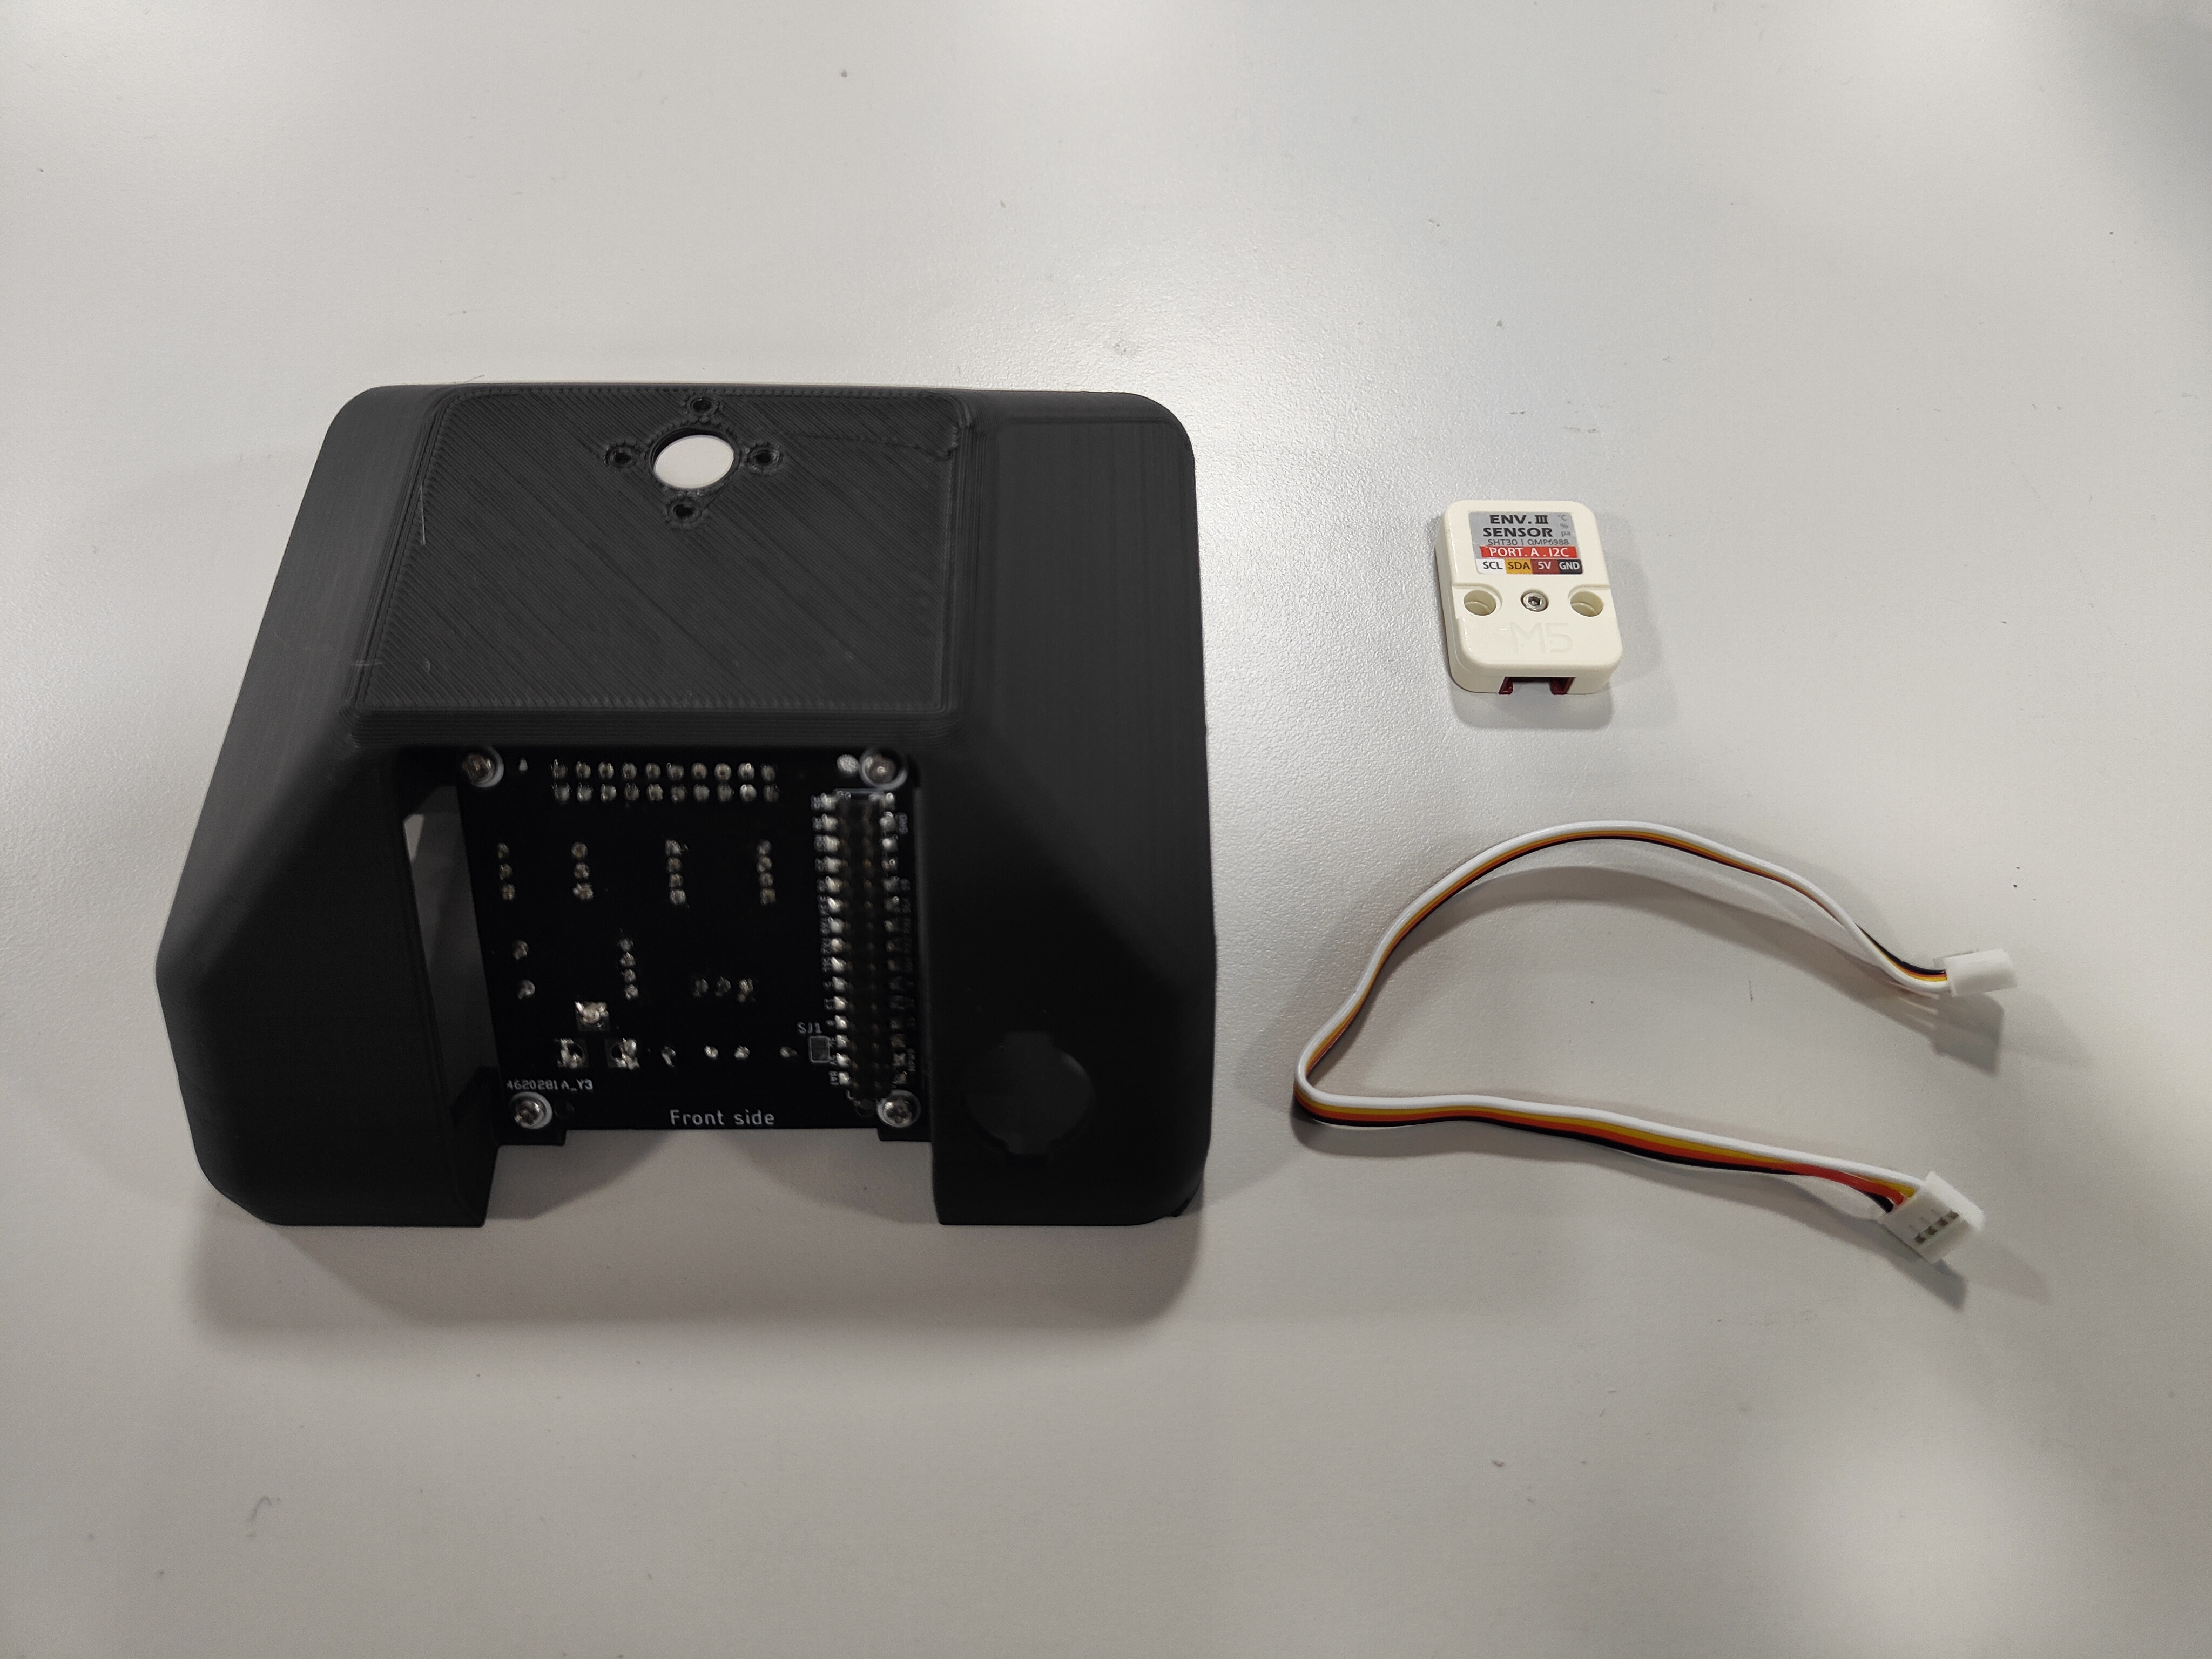 ENV.III
SENSOR
°C
%
pa
SHT30 | QMP6988
PORT.A.I2C
SCL SDA 5V GND
M5
SJ1
4620281A_Y3
Front side